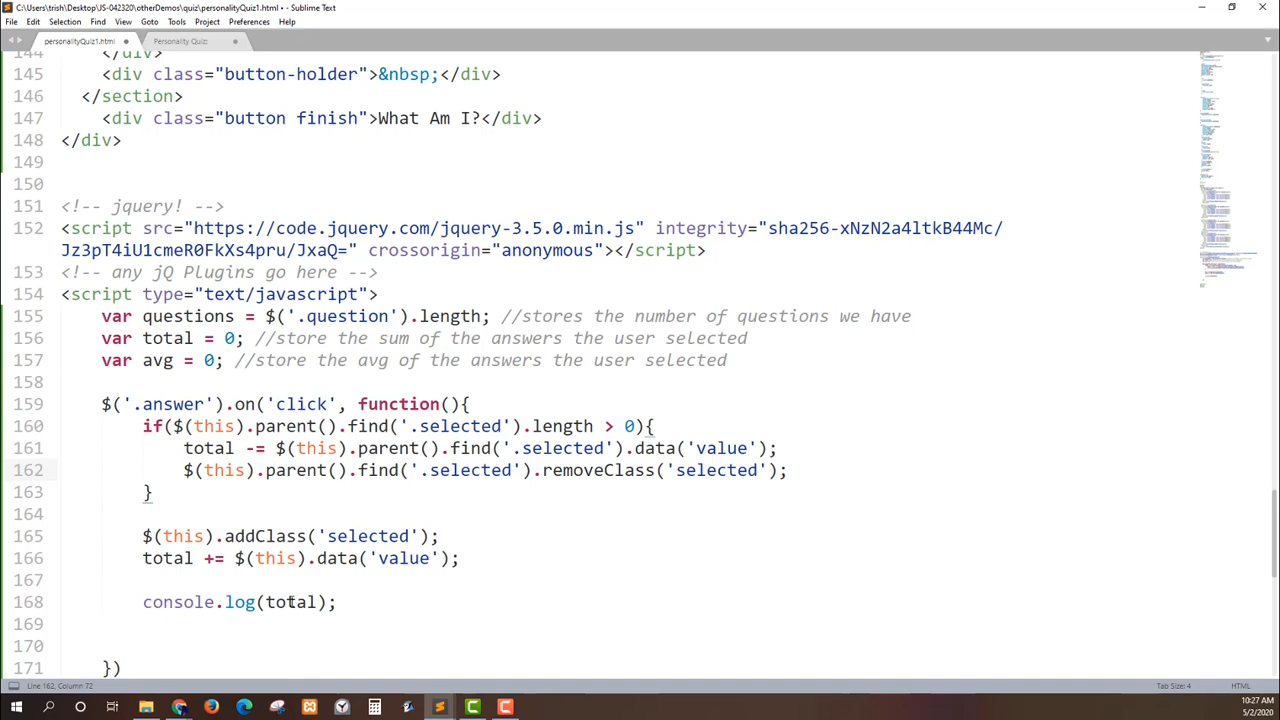 C:\Users\trish\Desktop\JS-042320\otherDemos\quiz\personalityQuiz1.html • - Sublime Text
File Edit Selection Find View Goto Tools Project Preferences Help
personalityQuiz1.html Personality Quiz:
144 </div>
145 <div class="button-holder">&nbsp;</div>
146 </section>
147 <div class="button finish">What Am I?</div>
148 </div>
149
150
151 <!-- jquery! -->
152 <script src="https://code.jquery.com/jquery-3.5.0.min.js" integrity="sha256-xNzN2a4ltkB44Mc/
Jz3pT4iU1cmeR0FkXs4pru/JxaQ=" crossorigin="anonymous"></script>
153 <!-- any jQ Plugins go here -->
154 <script type="text/javascript">
155 var questions = $('.question').length; //stores the number of questions we have
156 var total = 0; //store the sum of the answers the user selected
157 var avg = 0; //store the avg of the answers the user selected
158
159 $('.answer').on('click', function(){
160 if($(this).parent().find('.selected').length > 0){
161 total -= $(this).parent().find('.selected').data('value');
162 $(this).parent().find('.selected').removeClass('selected');
163 }
164
165 $(this).addClass('selected');
166 total += $(this).data('value');
167
168 console.log(total);
169
170
171 })
Line 162, Column 72 Tab Size: 4 HTML
10:27 AM
5/2/2020